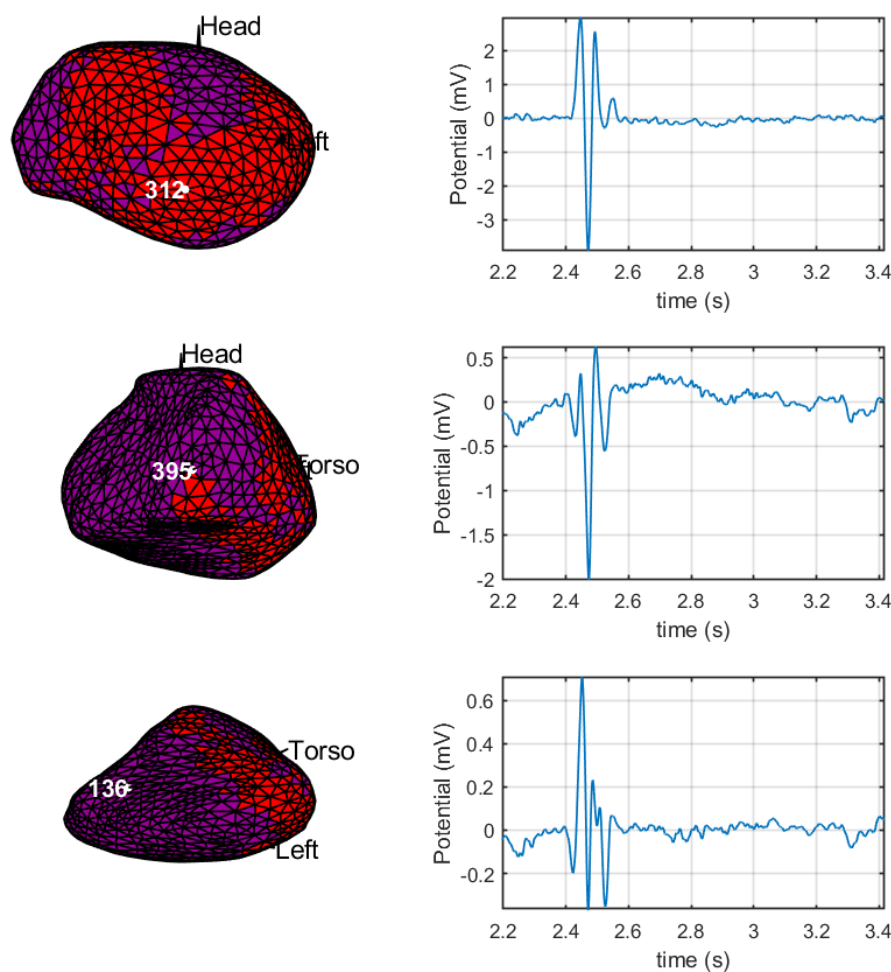 Head
Left
312
Potential (mV)
3
2
1
0
-1
-2
-3
2.2 2.4 2.6 2.8 3 3.2 3.4
time (s)
Head
Torso
395
Potential (mV)
0.5
0
-0.5
-1
-1.5
-2
2.2 2.4 2.6 2.8 3 3.2 3.4
time (s)
Torso
136
Left
Potential (mV)
0.6
0.4
0.2
0
-0.2
2.2 2.4 2.6 2.8 3 3.2 3.4
time (s)